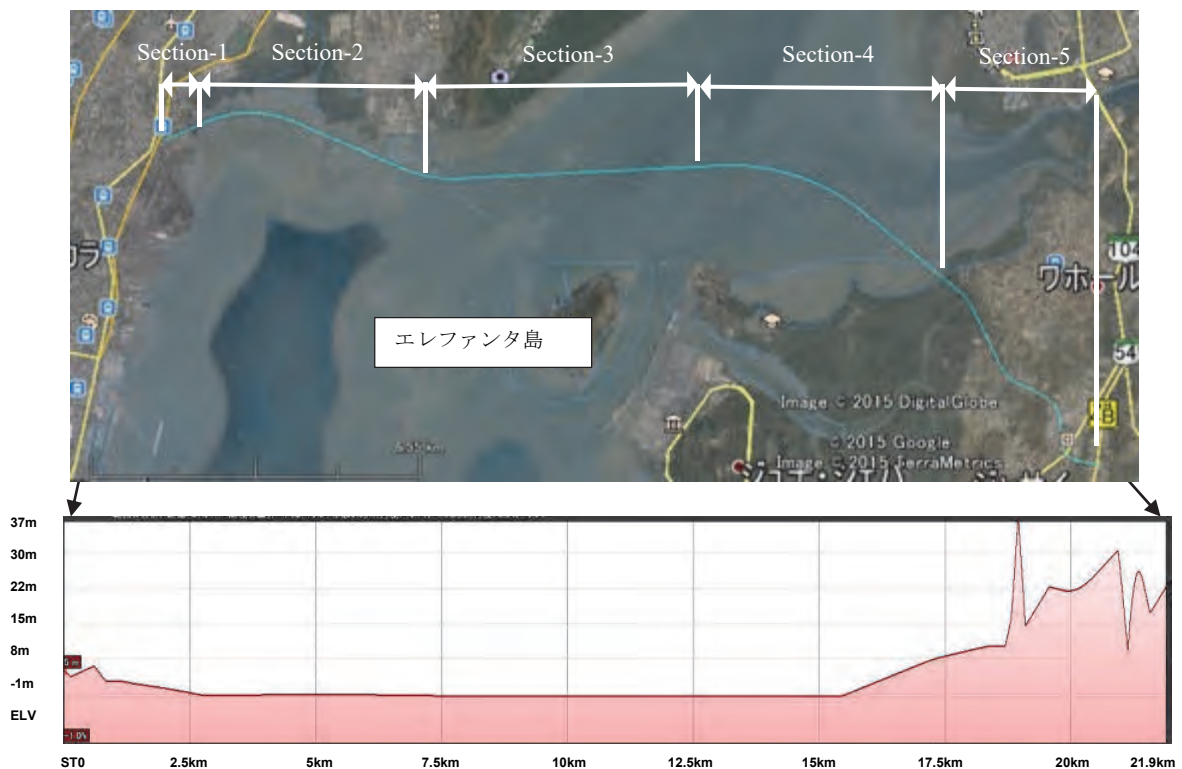 Section-1
Section-2
Section-3
Section-4
Section-5
104
ワホール
54
エレファンタ島
Image © 2015 DigitalGlobe
© 2015 Google
Image © 2015 TerraMetrics
37m
30m
22m
15m
8m
-1m
ELV
ST0
2.5km
5km
7.5km
10km
12.5km
15km
17.5km
20km
21.9km